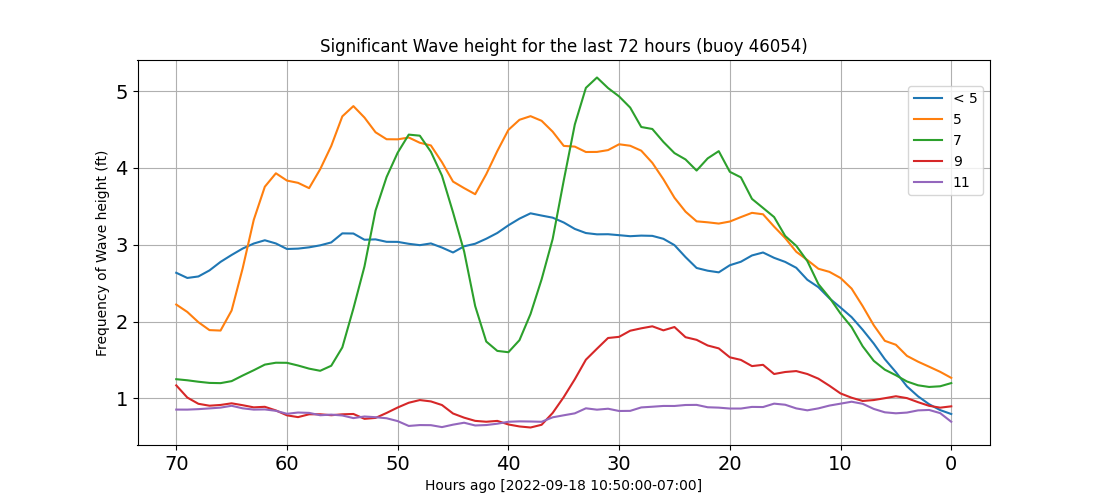 Significant Wave height for the last 72 hours (buoy 46054)
Frequency of Wave height (ft)
5
4
3
2
1
< 5
5
7
9
11
70 60 50 40 30 20 10 0
Hours ago [2022-09-18 10:50:00-07:00]